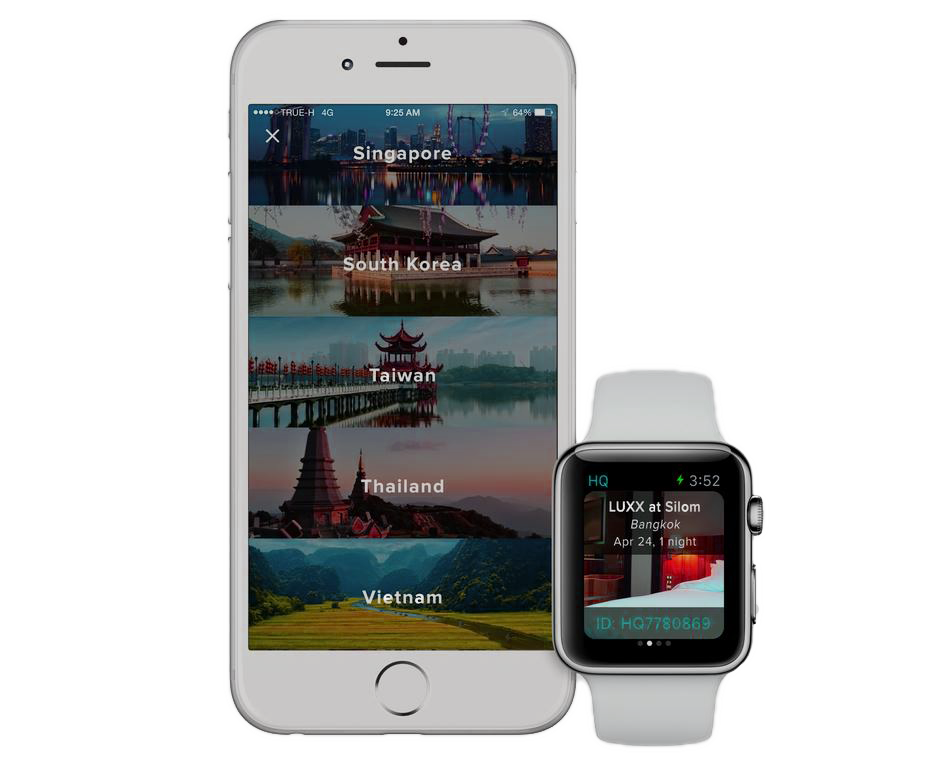 TRUE-H 4G 9:25 AM 64%
Singapore
South Korea
Taiwan
Thailand
Vietnam
HQ 3:52
LUXX at Silom
Bangkok
Apr 24, 1 night
ID: HQ7780869